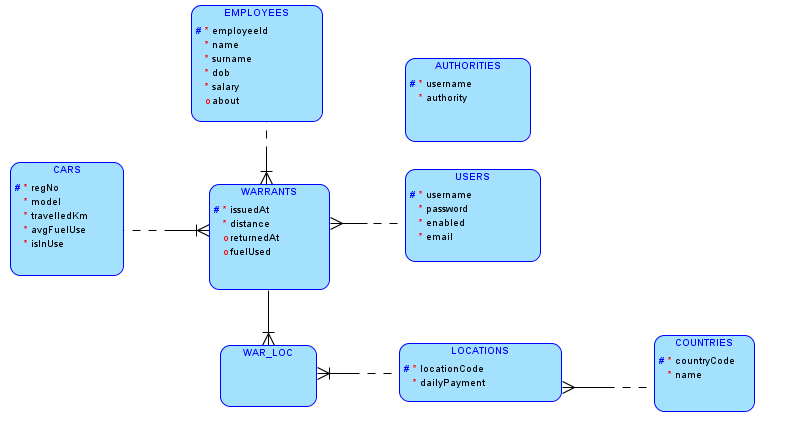 EMPLOYEES
# * employeeId
* name
* surname
* dob
* salary
o about
AUTHORITIES
# * username
* authority
CARS
# * regNo
* model
* travelledKm
* avgFuelUse
* isInUse
WARRANTS
# * issuedAt
* distance
o returnedAt
o fuelUsed
USERS
# * username
* password
* enabled
* email
WAR_LOC
LOCATIONS
# * locationCode
* dailyPayment
COUNTRIES
# * countryCode
* name